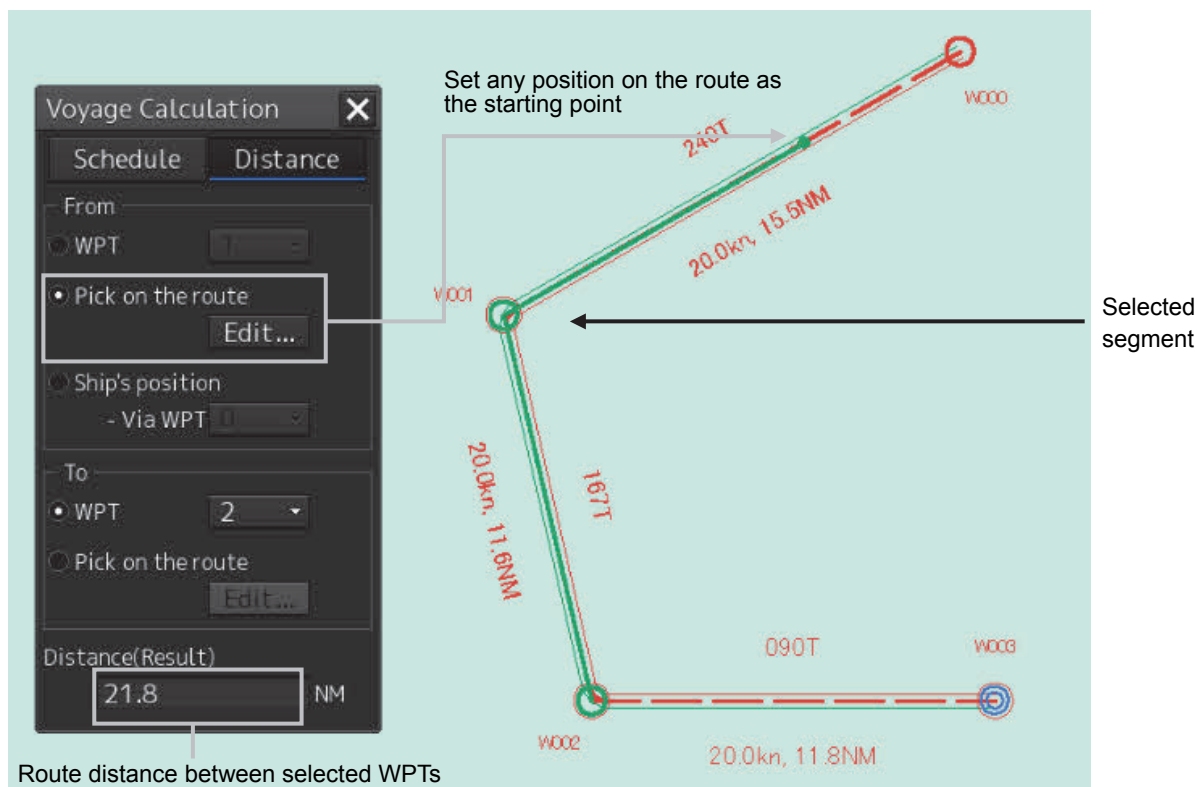 Voyage Calculation
Schedule Distance
From
WPT
Pick on the route
Edit...
Ship's position
- Via WPT 0
To
WPT 2
Pick on the route
Edit...
Distance(Result)
21.8 NM
Route distance between selected WPTs
Set any position on the route as
the starting point
W000
240T
20.0kn, 15.5NM
W001
Selected
segment
20.0kn, 11.6NM
167T
W002
090T
W003
20.0kn, 11.8NM